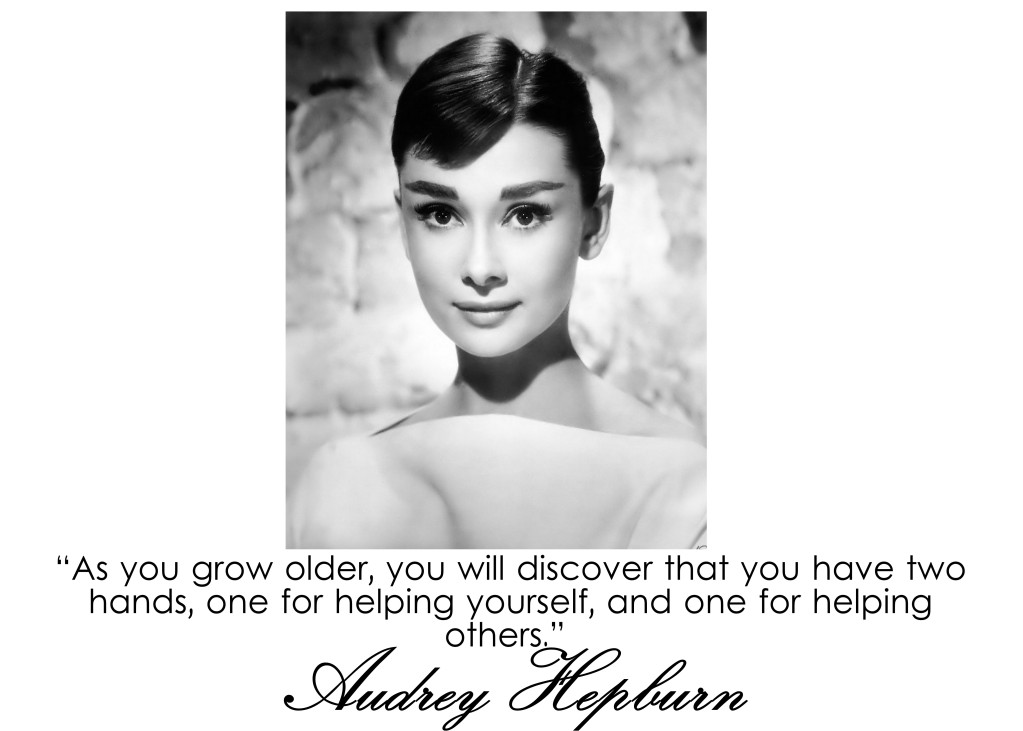 “As you grow older, you will discover that you have two
hands, one for helping yourself, and one for helping
others.”
Audrey Hepburn